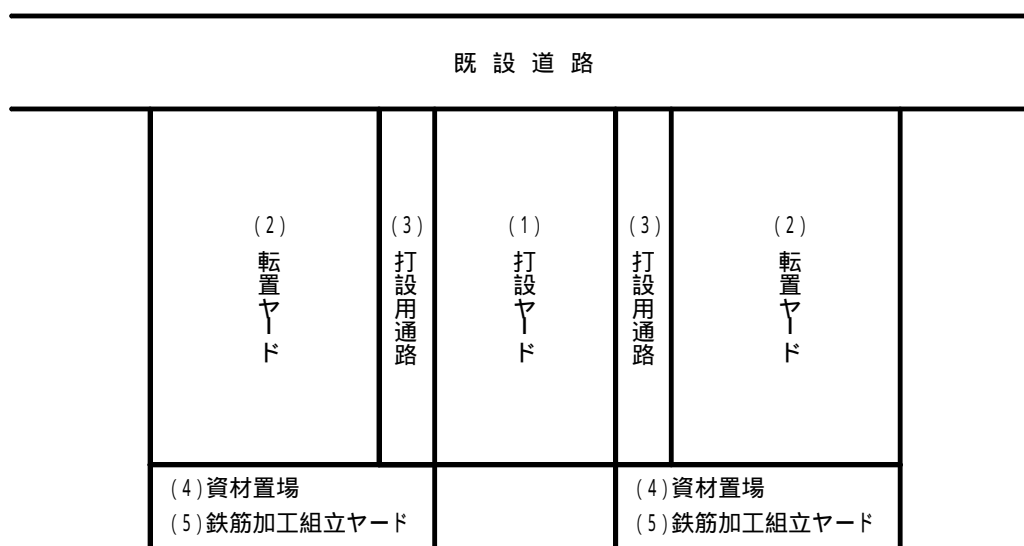 既設道路
(2)
転置ヤード
(3)
打設用通路
(1)
打設ヤード
(3)
打設用通路
(2)
転置ヤード
(4)資材置場
(5)鉄筋加工組立ヤード
(4)資材置場
(5)鉄筋加工組立ヤード